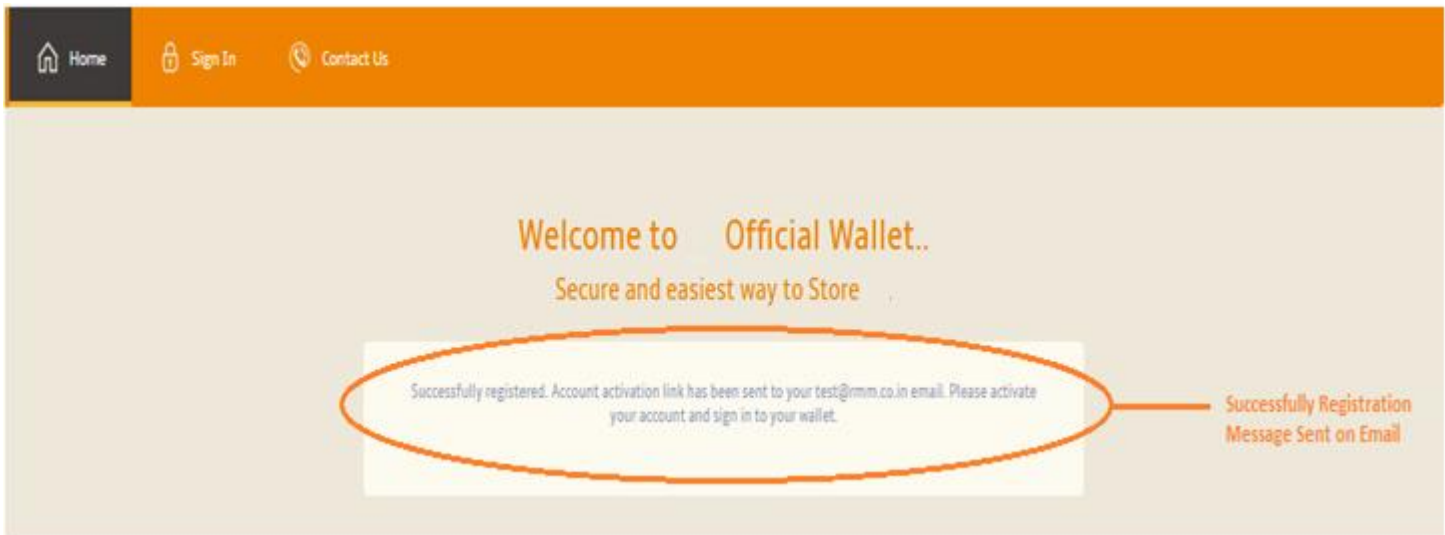 Home Sign In Contact Us
Welcome to Official Wallet..
Secure and easiest way to Store
Successfully registered. Account activation link has been sent to your test@rmm.co.in email. Please activate
your account and sign in to your wallet.
Successfully Registration
Message Sent on Email